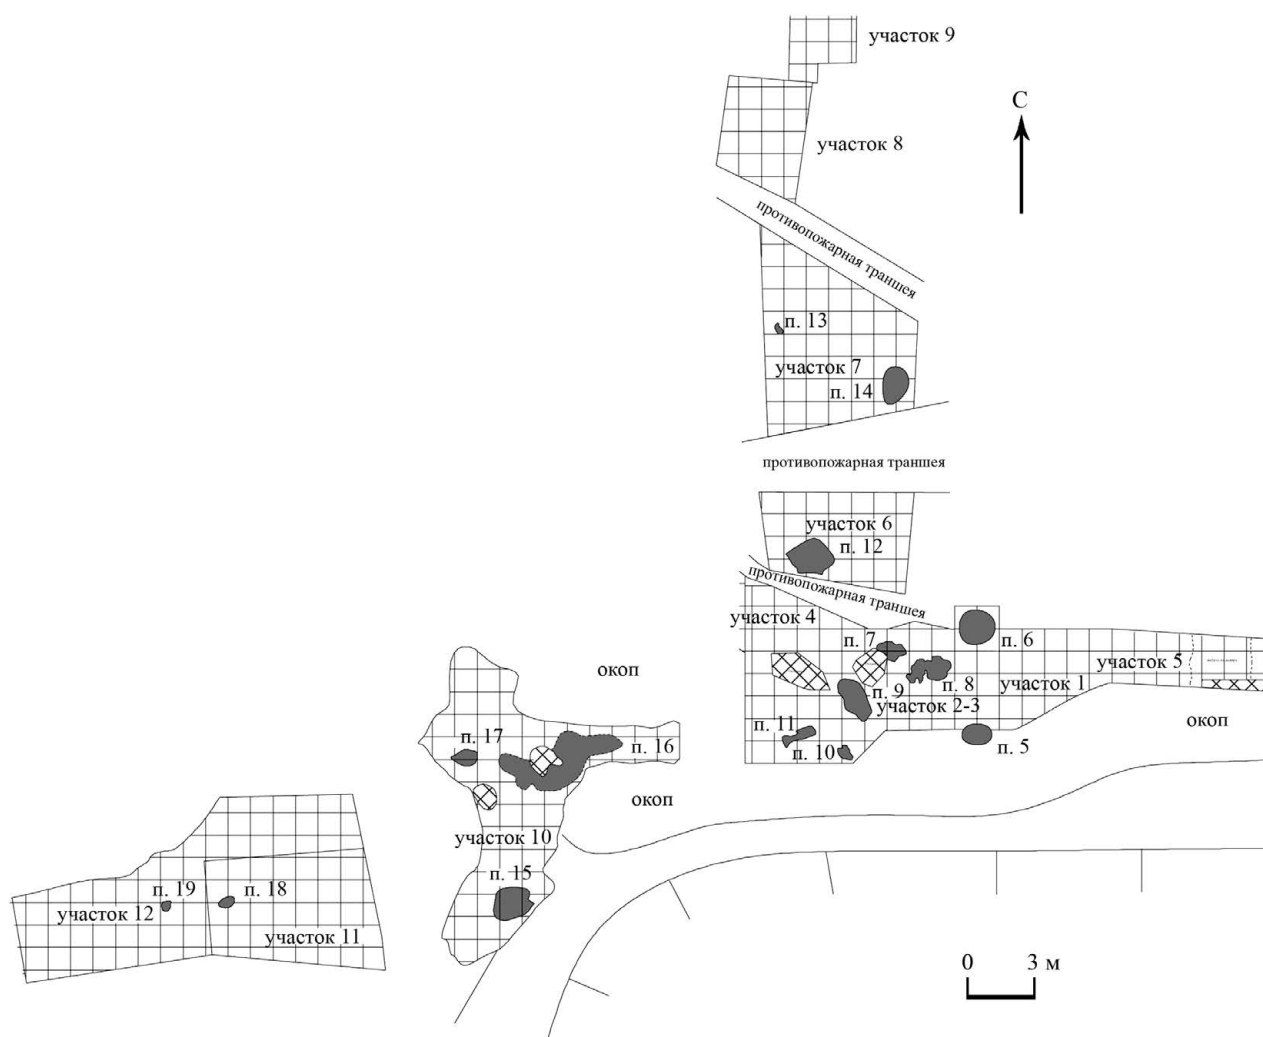 участок 9
С
участок 8
противопожарная траншея
п. 13
участок 7
п. 14
противопожарная траншея
участок 6
п. 12
противопожарная траншея
участок 4
п. 7
п. 6
окоп
участок 5
п. 9
п. 8
участок 1
участок 2-3
окоп
п. 17
п. 16
п. 11
п. 10
п. 5
окоп
участок 10
п. 15
п. 19
п. 18
участок 12
участок 11
0
3 м